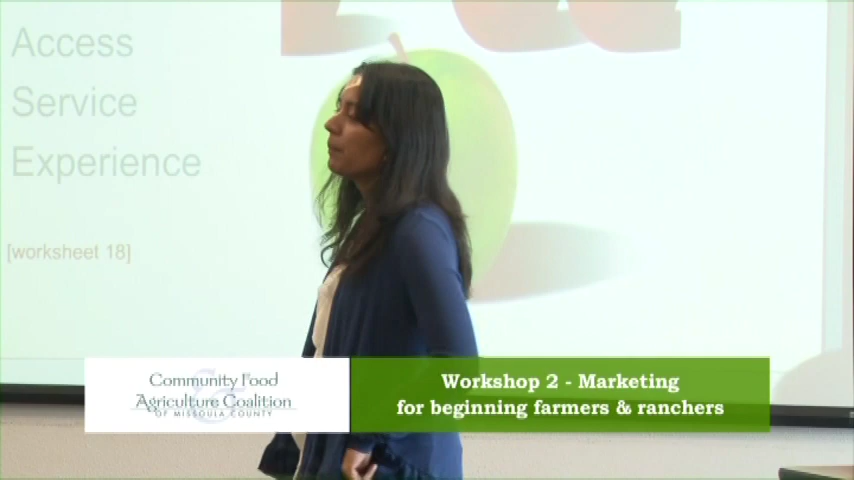 Access
Service
Experience
[worksheet 18]
Community Food
Agriculture Coalition
OF MISSOULA COUNTY
Workshop 2 - Marketing
for beginning farmers & ranchers